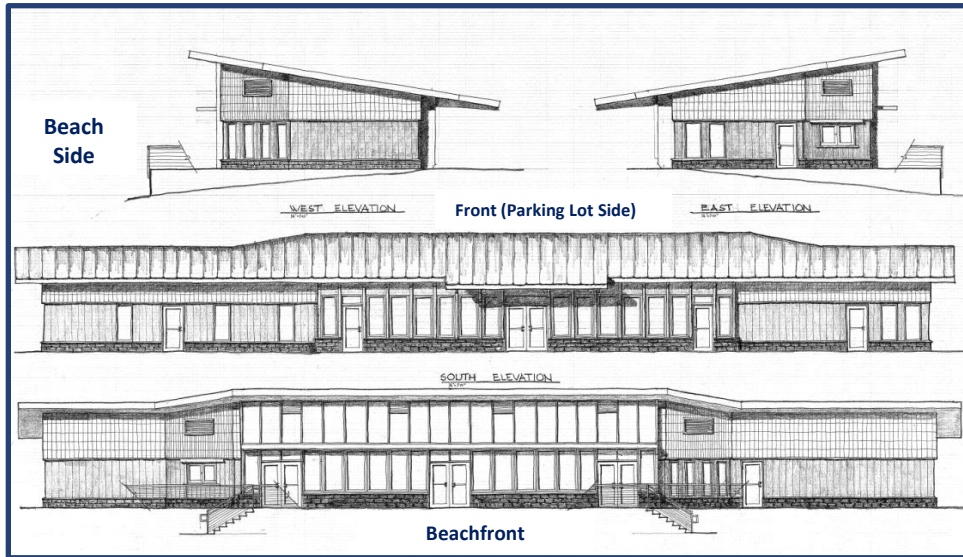 Beach
Side
WEST ELEVATION
Front (Parking Lot Side)
EAST ELEVATION
SOUTH ELEVATION
Beachfront